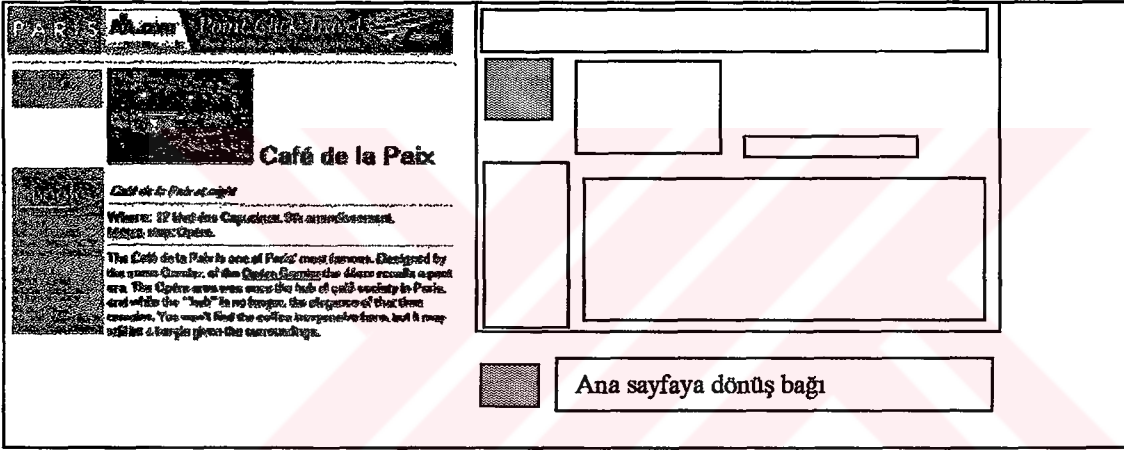 PARIS
AA.com Point, Click, Travel
Café de la Paix
Café de la Paix at night
Where: 12 blvd des Capucines, 9th arrondissement.
Métro stop: Opéra.
The Café de la Paix is one of Paris' most famous. Designed by
the same Garnier, of the Opéra Garnier the décor recalls a past
era. The Opéra area was once the hub of café society in Paris,
and while the "hub" is no longer, the elegance of that time
remains. You won't find the coffee inexpensive here, but it may
still be a bargain given the surroundings.
Ana sayfaya dönüş bağı